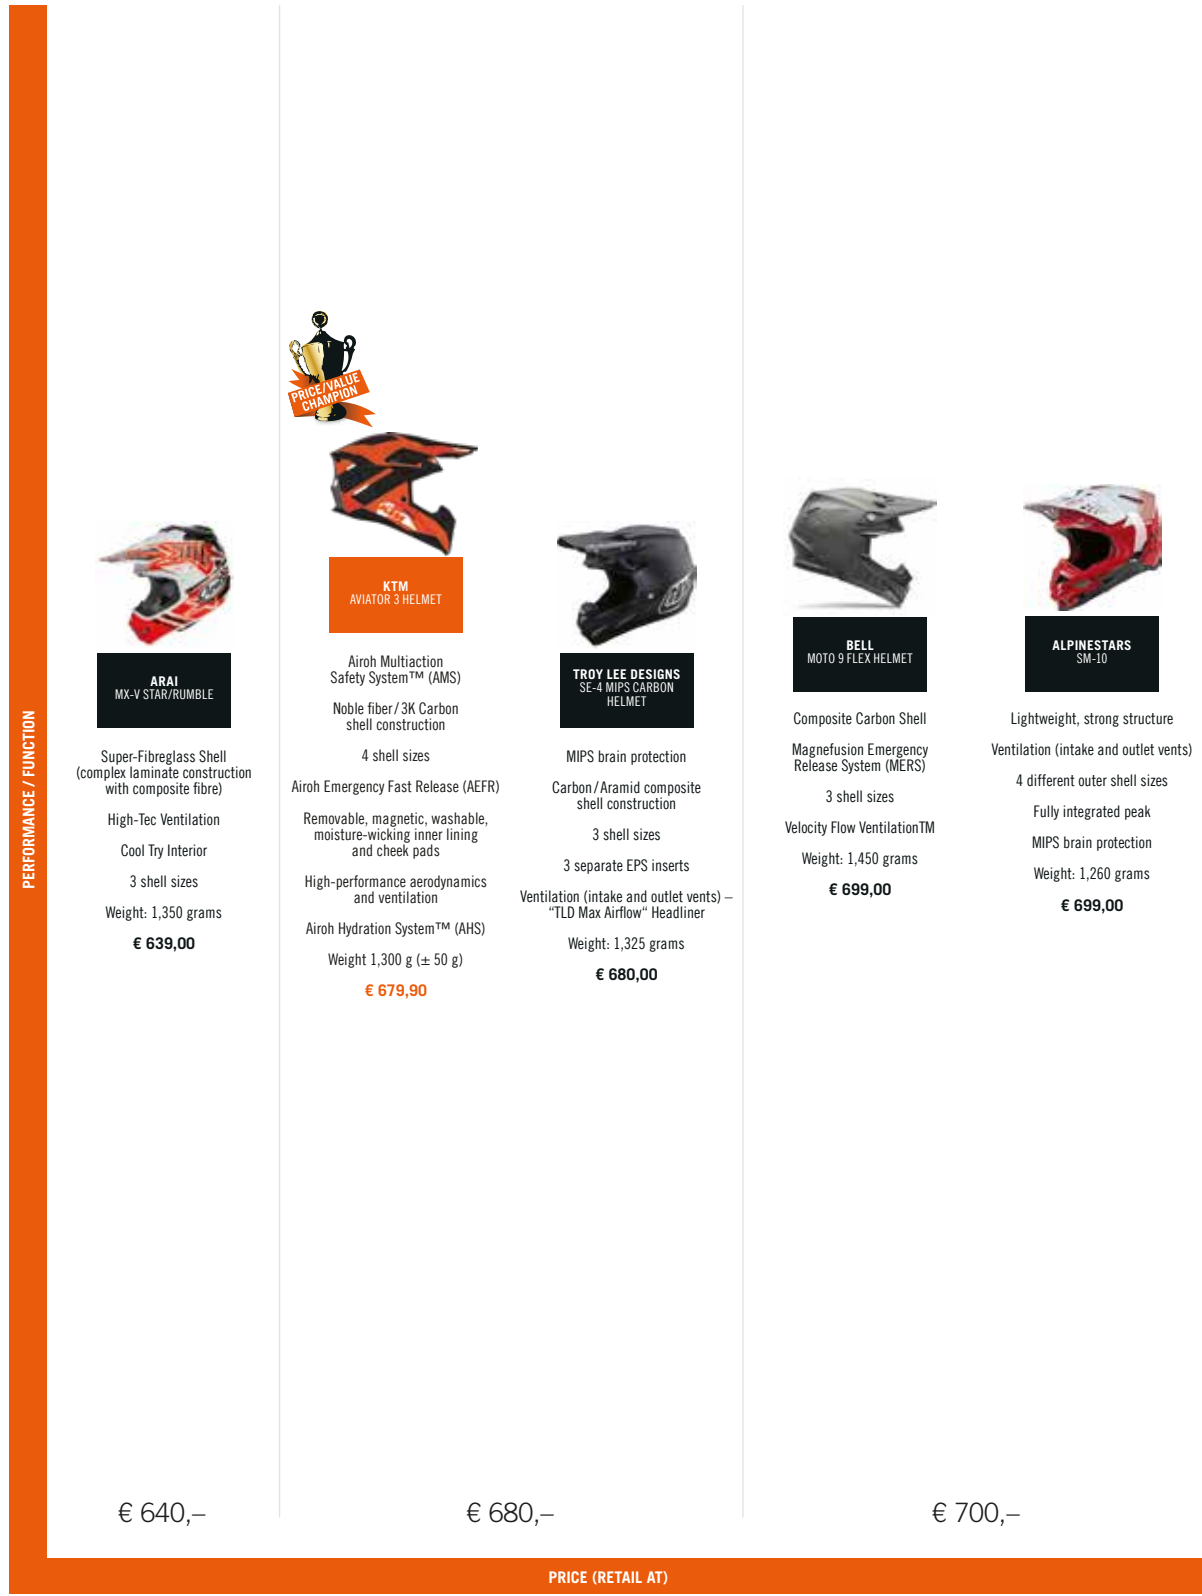 PERFORMANCE / FUNCTION
ARAI
MX-V STAR/RUMBLE
Super-Fibreglass Shell
(complex laminate construction
with composite fibre)
High-Tec Ventilation
Cool Try Interior
3 shell sizes
Weight: 1,350 grams
€ 639,00
PRICE/VALUE
CHAMPION
KTM
AVIATOR 3 HELMET
Airoh Multiaction
Safety System™ (AMS)
Noble fiber / 3K Carbon
shell construction
4 shell sizes
Airoh Emergency Fast Release (AEFR)
Removable, magnetic, washable,
moisture-wicking inner lining
and cheek pads
High-performance aerodynamics
and ventilation
Airoh Hydration System™ (AHS)
Weight 1,300 g (± 50 g)
€ 679,90
TROY LEE DESIGNS
SE-4 MIPS CARBON
HELMET
MIPS brain protection
Carbon / Aramid composite
shell construction
3 shell sizes
3 separate EPS inserts
Ventilation (intake and outlet vents) –
“TLD Max Airflow“ Headliner
Weight: 1,325 grams
€ 680,00
BELL
MOTO 9 FLEX HELMET
Composite Carbon Shell
Magnefusion Emergency
Release System (MERS)
3 shell sizes
Velocity Flow VentilationTM
Weight: 1,450 grams
€ 699,00
ALPINESTARS
SM-10
Lightweight, strong structure
Ventilation (intake and outlet vents)
4 different outer shell sizes
Fully integrated peak
MIPS brain protection
Weight: 1,260 grams
€ 699,00
€ 640,–
€ 680,–
€ 700,–
PRICE (RETAIL AT)